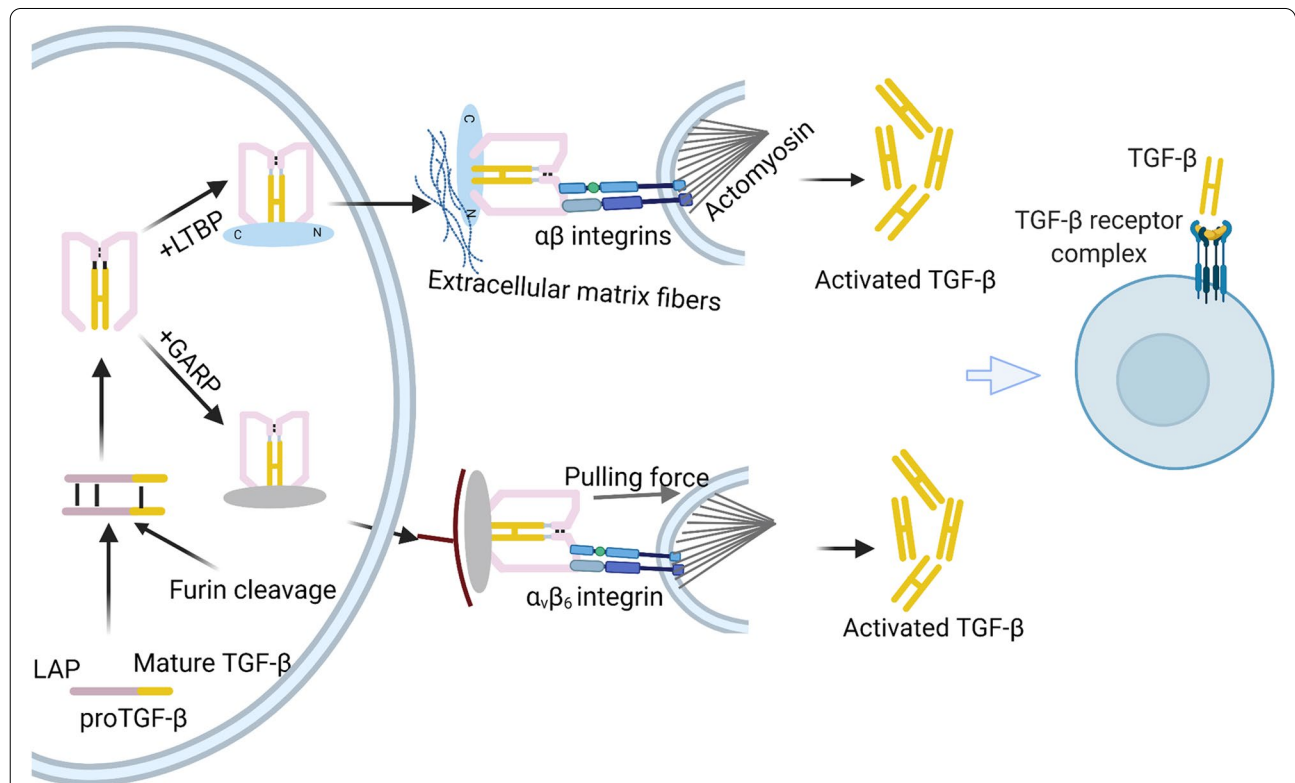 +LTBP
C
N
+GARP
Furin cleavage
LAP
Mature TGF-β
proTGF-β
C
N
αβ integrins
Extracellular matrix fibers
Actomyosin
Activated TGF-β
Pulling force
αᵥβ₆ integrin
Activated TGF-β
TGF-β
TGF-β receptor
complex